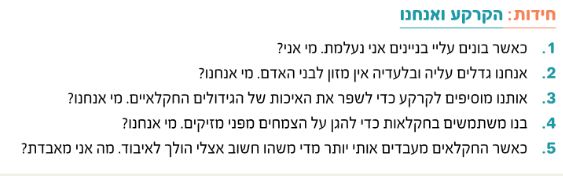 חידות: הקרקע ואנחנו
1. כאשר בונים עליי בניינים אני נעלמת. מי אני?
2. אנחנו גדלים עליה ובלעדיה אין מזון לבני האדם. מי אנחנו?
3. אותנו מוסיפים לקרקע כדי לשפר את האיכות של הגידולים החקלאיים. מי אנחנו?
4. בנו משתמשים בחקלאות כדי להגן על הצמחים מפני מזיקים. מי אנחנו?
5. כאשר החקלאים מעבדים אותי יותר מדי משהו חשוב אצלי הולך לאיבוד. מה אני מאבדת?